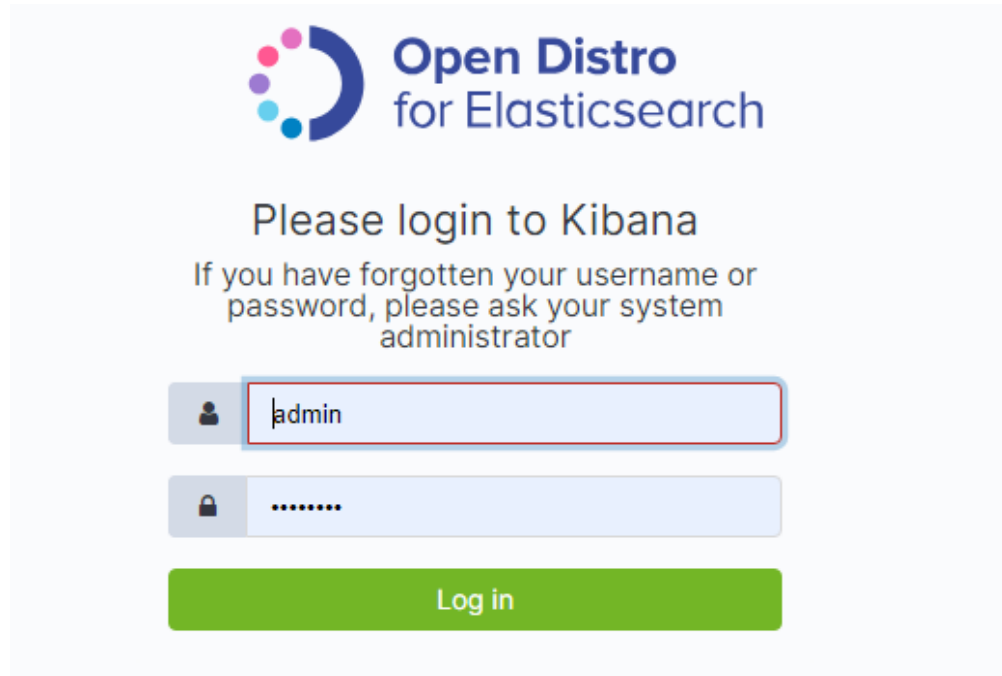 Open Distro
for Elasticsearch
Please login to Kibana
If you have forgotten your username or
password, please ask your system
administrator
admin
••••••••
Log in